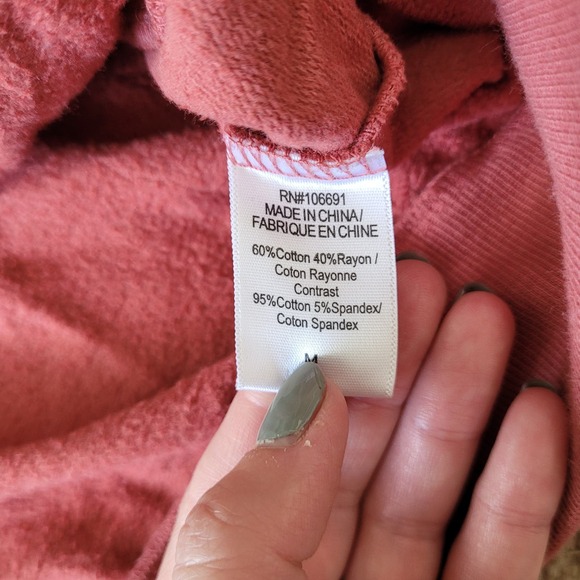 RN#106691
MADE IN CHINA/
FABRIQUE EN CHINE
60%Cotton 40%Rayon /
Coton Rayonne
Contrast
95%Cotton 5%Spandex/
Coton Spandex
M